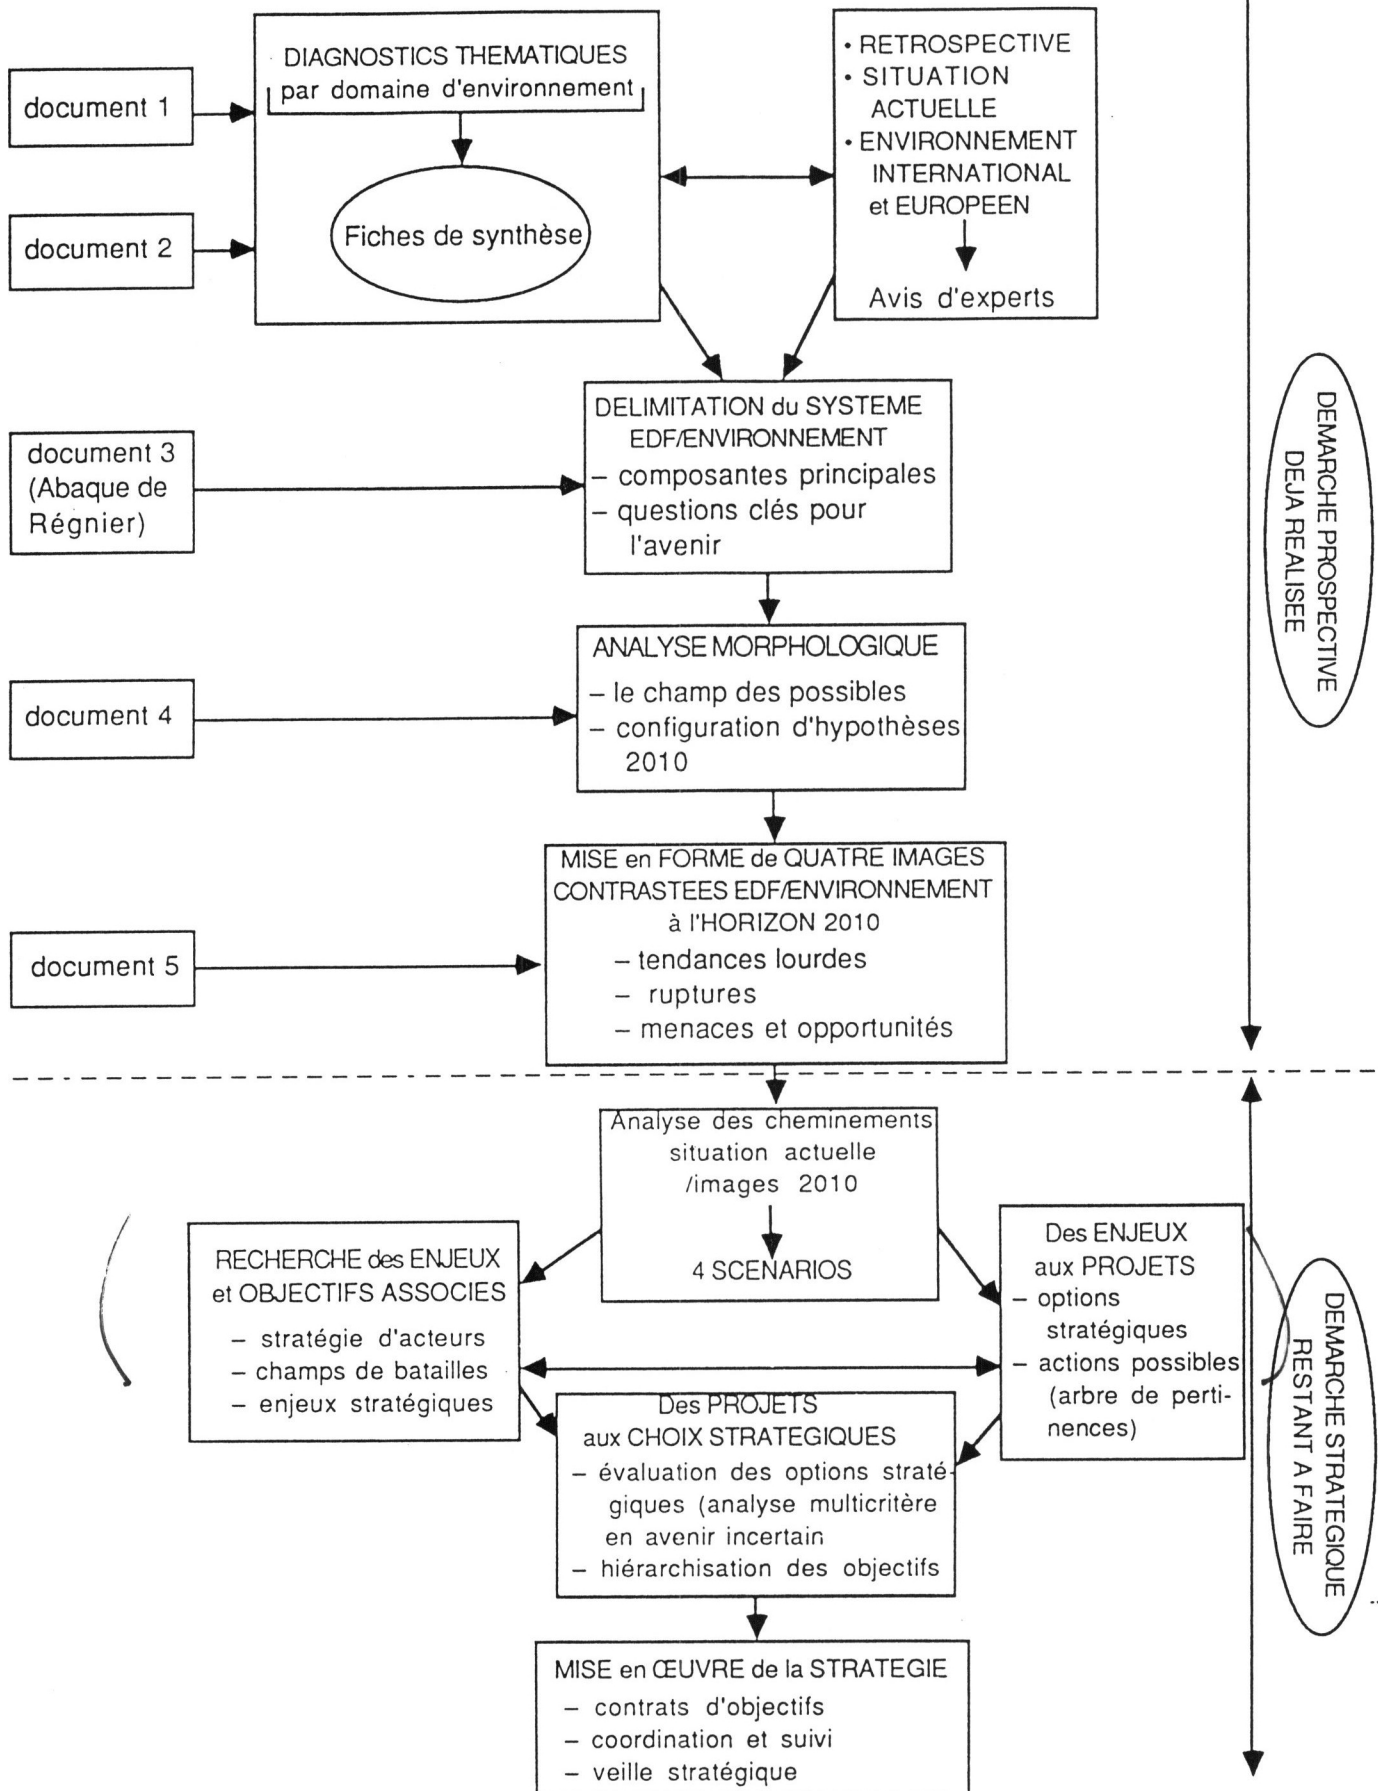 DIAGNOSTICS THEMATIQUES
par domaine d'environnement
Fiches de synthèse
document 1
document 2
• RETROSPECTIVE
• SITUATION
ACTUELLE
• ENVIRONNEMENT
INTERNATIONAL
et EUROPEEN
Avis d'experts
document 3
(Abaque de
Régnier)
DELIMITATION du SYSTEME
EDF/ENVIRONNEMENT
– composantes principales
– questions clés pour
l'avenir
DEMARCHE PROSPECTIVE
DEJA REALISEE
document 4
ANALYSE MORPHOLOGIQUE
– le champ des possibles
– configuration d'hypothèses
2010
document 5
MISE en FORME de QUATRE IMAGES
CONTRASTEES EDF/ENVIRONNEMENT
à l'HORIZON 2010
– tendances lourdes
– ruptures
– menaces et opportunités
Analyse des cheminements
situation actuelle
/images 2010
4 SCENARIOS
RECHERCHE des ENJEUX
et OBJECTIFS ASSOCIES
– stratégie d'acteurs
– champs de batailles
– enjeux stratégiques
Des ENJEUX
aux PROJETS
– options
stratégiques
– actions possibles
(arbre de perti-
nences)
DEMARCHE STRATEGIQUE
RESTANT A FAIRE
Des PROJETS
aux CHOIX STRATEGIQUES
– évaluation des options straté-
giques (analyse multicritère
en avenir incertain
– hiérarchisation des objectifs
MISE en ŒUVRE de la STRATEGIE
– contrats d'objectifs
– coordination et suivi
– veille stratégique